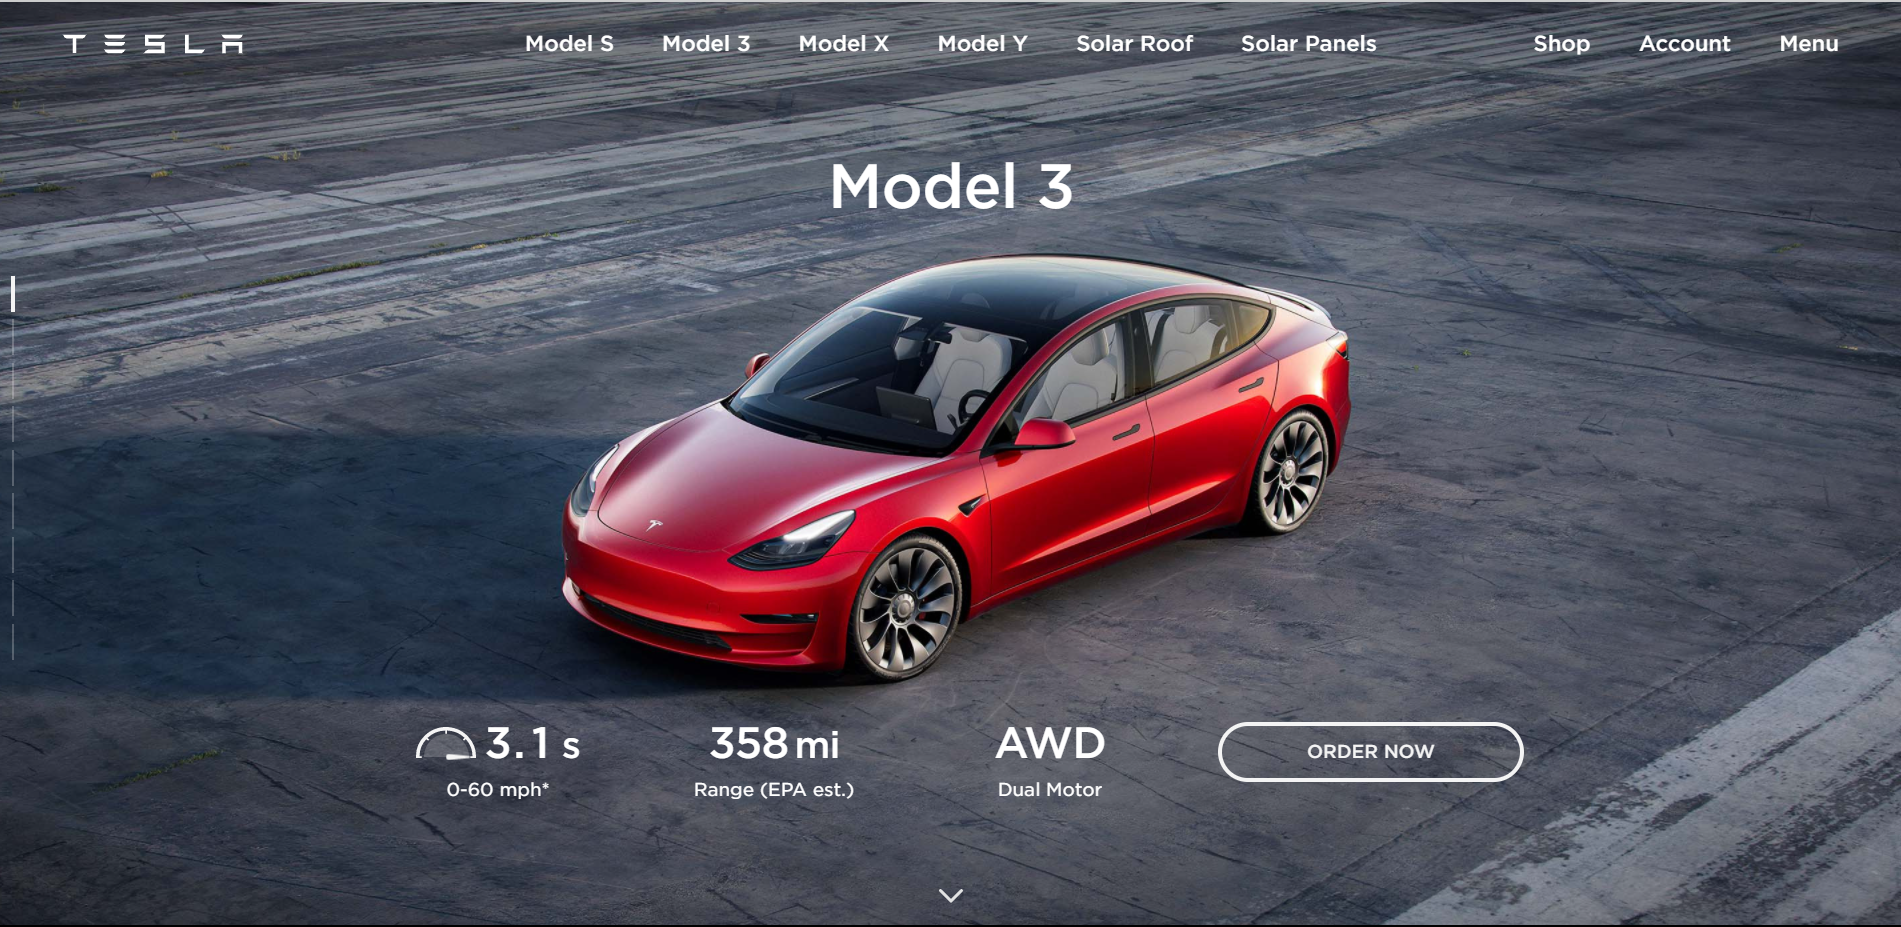 TESLA
Model S Model 3 Model X Model Y Solar Roof Solar Panels Shop Account Menu
Model 3
3.1 s
0-60 mph*
358 mi
Range (EPA est.)
AWD
Dual Motor
ORDER NOW